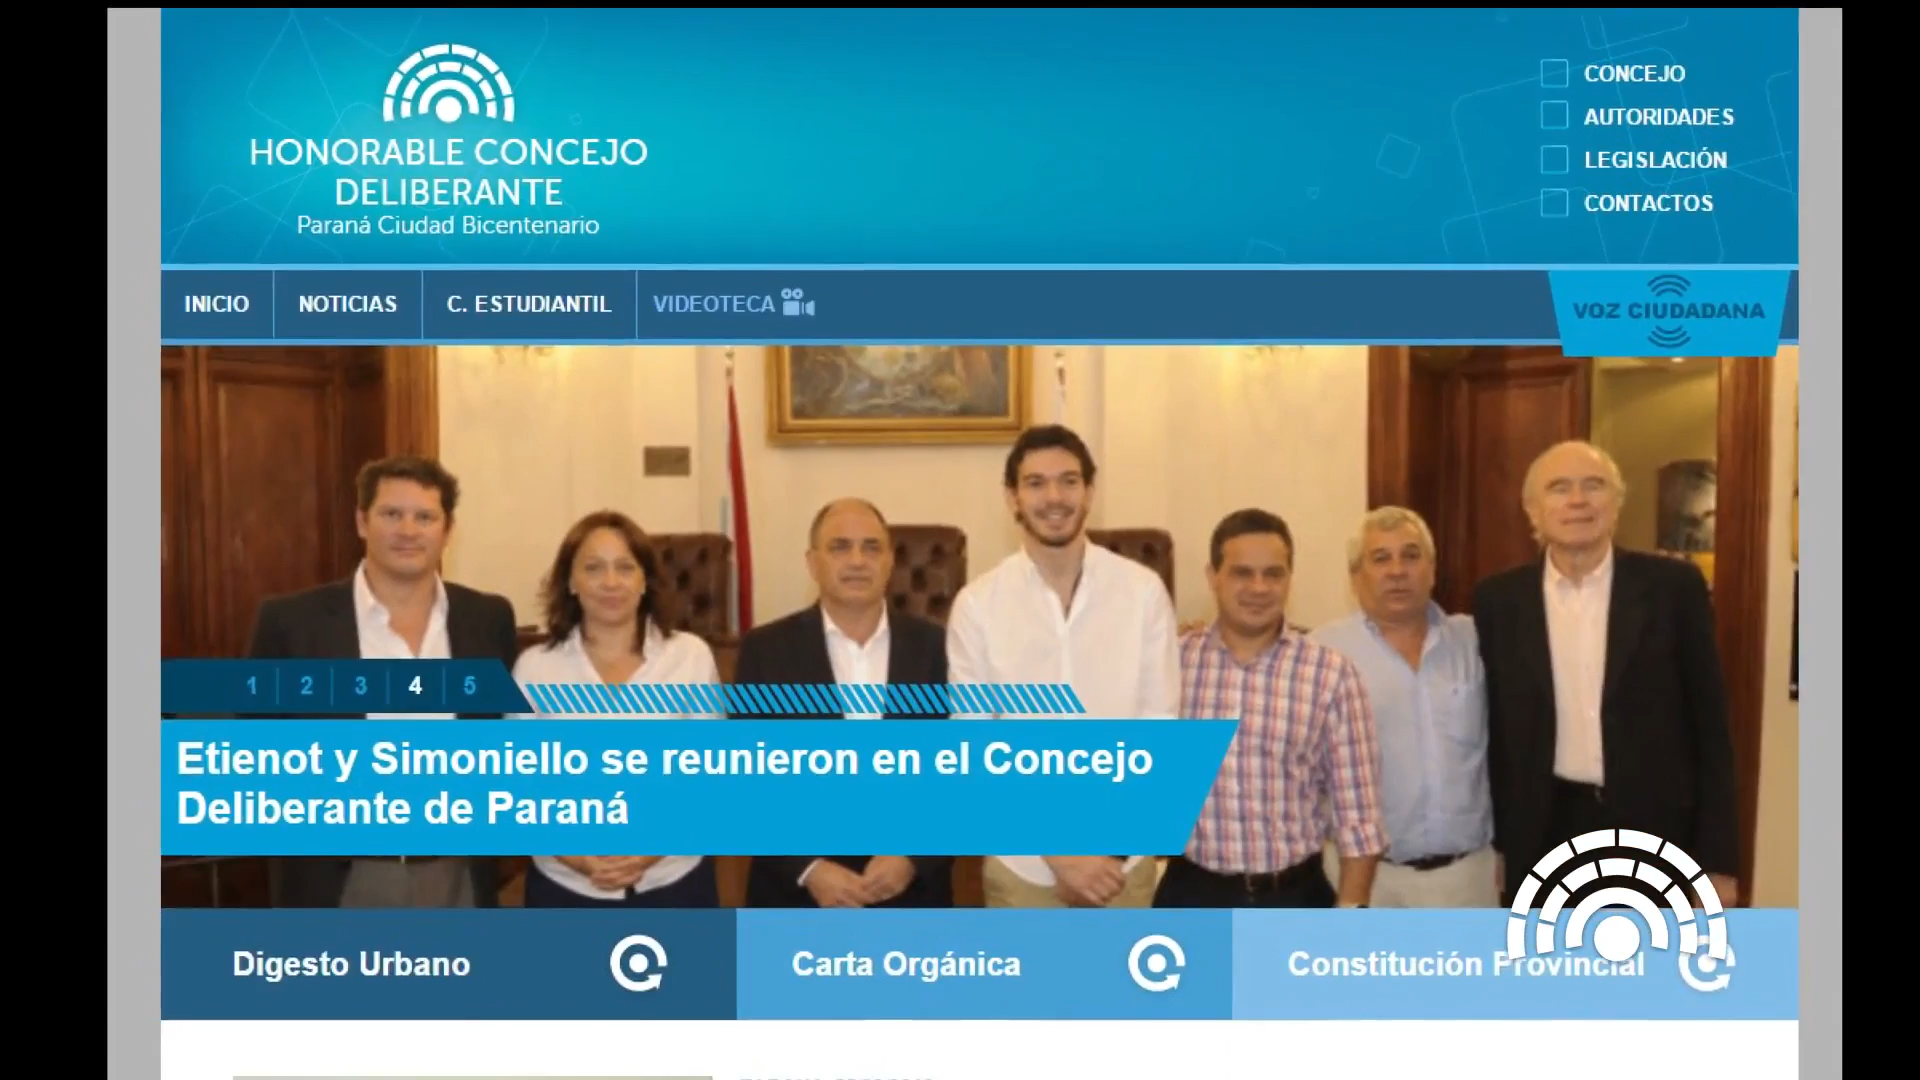 HONORABLE CONCEJO
DELIBERANTE
Paraná Ciudad Bicentenario
CONCEJO
AUTORIDADES
LEGISLACIÓN
CONTACTOS
INICIO
NOTICIAS
C. ESTUDIANTIL
VIDEOTECA
VOZ CIUDADANA
1 2 3 4 5
Etienot y Simoniello se reunieron en el Concejo
Deliberante de Paraná
Digesto Urbano
Carta Orgánica
Constitución Provincial